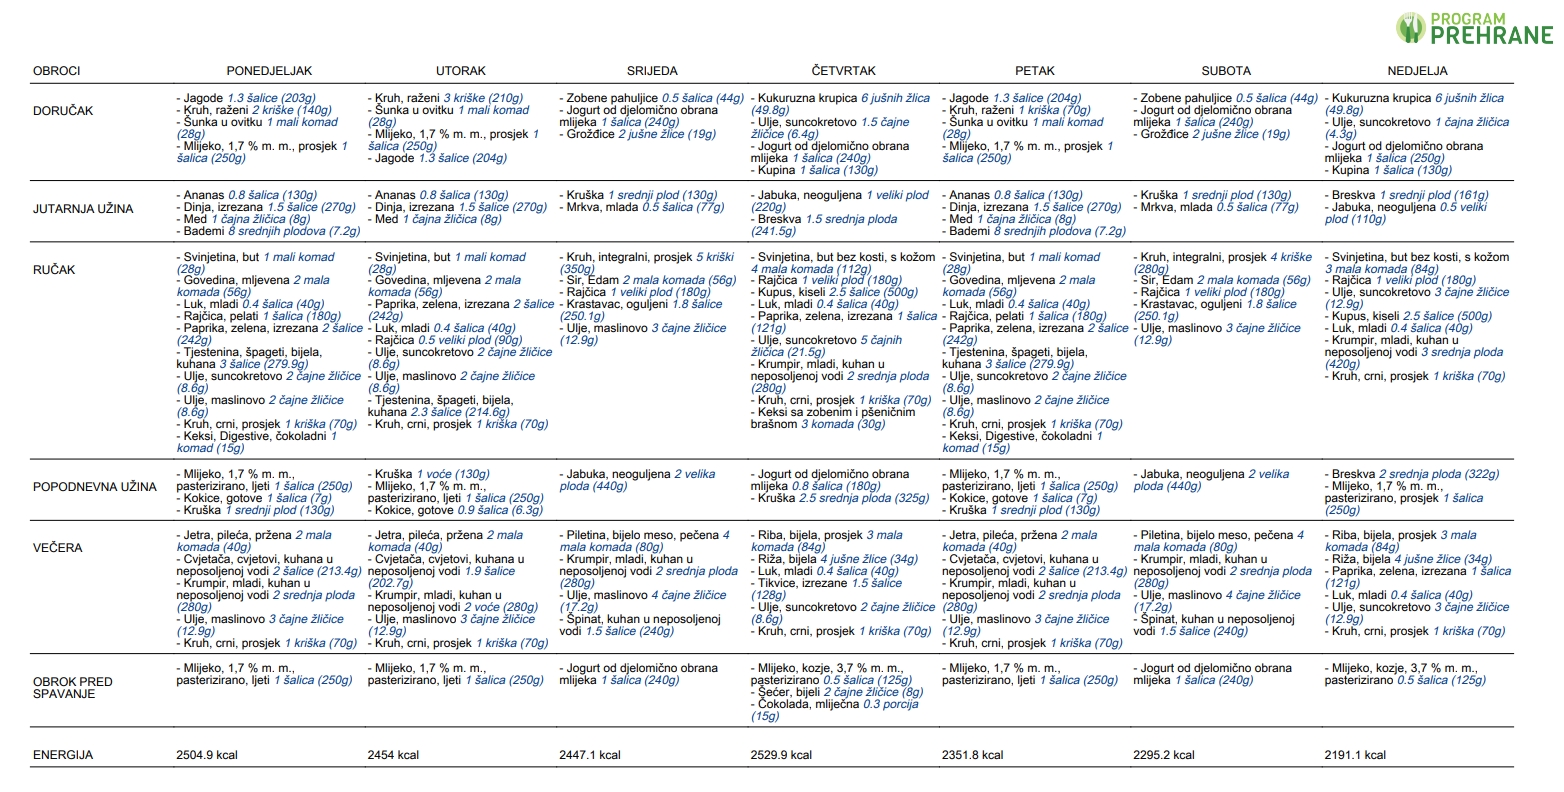 PROGRAM
PREHRANE
OBROCI
PONEDJELJAK
UTORAK
SRIJEDA
ČETVRTAK
PETAK
SUBOTA
NEDJELJA
DORUČAK
- Jagode 1.3 šalice (203g)
- Kruh, raženi 2 kriške (140g)
- Šunka u ovitku 1 mali komad
(28g)
- Mlijeko, 1,7 % m. m., prosjek 1
šalica (250g)
- Kruh, raženi 3 kriške (210g)
- Šunka u ovitku 1 mali komad
(28g)
- Mlijeko, 1,7 % m. m., prosjek 1
šalica (250g)
- Jagode 1.3 šalice (204g)
- Zobene pahuljice 0.5 šalica (44g)
- Jogurt od djelomično obrana
mlijeka 1 šalica (240g)
- Grožđice 2 jušne žlice (19g)
- Kukuruzna krupica 6 jušnih žlica
(49.8g)
- Ulje, suncokretovo 1.5 čajne
žličice (6.4g)
- Jogurt od djelomično obrana
mlijeka 1 šalica (240g)
- Kupina 1 šalica (130g)
- Jagode 1.3 šalice (204g)
- Kruh, raženi 1 kriška (70g)
- Šunka u ovitku 1 mali komad
(28g)
- Mlijeko, 1,7 % m. m., prosjek 1
šalica (250g)
- Zobene pahuljice 0.5 šalica (44g)
- Jogurt od djelomično obrana
mlijeka 1 šalica (240g)
- Grožđice 2 jušne žlice (19g)
- Kukuruzna krupica 6 jušnih žlica
(49.8g)
- Ulje, suncokretovo 1 čajna žličica
(4.3g)
- Jogurt od djelomično obrana
mlijeka 1 šalica (250g)
- Kupina 1 šalica (130g)
JUTARNJA UŽINA
- Ananas 0.8 šalica (130g)
- Dinja, izrezana 1.5 šalice (270g)
- Med 1 čajna žličica (8g)
- Bademi 8 srednjih plodova (7.2g)
- Ananas 0.8 šalica (130g)
- Dinja, izrezana 1.5 šalice (270g)
- Med 1 čajna žličica (8g)
- Kruška 1 srednji plod (130g)
- Mrkva, mlada 0.5 šalica (77g)
- Jabuka, neoguljena 1 veliki plod
(220g)
- Breskva 1.5 srednja ploda
(241.5g)
- Ananas 0.8 šalica (130g)
- Dinja, izrezana 1.5 šalice (270g)
- Med 1 čajna žličica (8g)
- Bademi 8 srednjih plodova (7.2g)
- Kruška 1 srednji plod (130g)
- Mrkva, mlada 0.5 šalica (77g)
- Breskva 1 srednji plod (161g)
- Jabuka, neoguljena 0.5 veliki
plod (110g)
RUČAK
- Svinjetina, but 1 mali komad
(28g)
- Govedina, mljevena 2 mala
komada (56g)
- Luk, mladi 0.4 šalica (40g)
- Rajčica, pelati 1 šalica (180g)
- Paprika, zelena, izrezana 2 šalice
(242g)
- Tjestenina, špageti, bijela,
kuhana 3 šalice (279.9g)
- Ulje, suncokretovo 2 čajne žličice
(8.6g)
- Ulje, maslinovo 2 čajne žličice
(8.6g)
- Kruh, crni, prosjek 1 kriška (70g)
- Keksi, Digestive, čokoladni 1
komad (15g)
- Svinjetina, but 1 mali komad
(28g)
- Govedina, mljevena 2 mala
komada (56g)
- Paprika, zelena, izrezana 2 šalice
(242g)
- Luk, mladi 0.4 šalica (40g)
- Rajčica 0.5 veliki plod (90g)
- Ulje, suncokretovo 2 čajne žličice
(8.6g)
- Ulje, maslinovo 2 čajne žličice
(8.6g)
- Tjestenina, špageti, bijela,
kuhana 2.3 šalice (214.6g)
- Kruh, crni, prosjek 1 kriška (70g)
- Kruh, integralni, prosjek 5 kriški
(350g)
- Sir, Edam 2 mala komada (56g)
- Rajčica 1 veliki plod (180g)
- Krastavac, oguljeni 1.8 šalice
(250.1g)
- Ulje, maslinovo 3 čajne žličice
(12.9g)
- Svinjetina, but bez kosti, s kožom
4 mala komada (112g)
- Rajčica 1 veliki plod (180g)
- Kupus, kiseli 2.5 šalice (500g)
- Luk, mladi 0.4 šalica (40g)
- Paprika, zelena, izrezana 1 šalica
(121g)
- Ulje, suncokretovo 5 čajnih
žličica (21.5g)
- Krumpir, mladi, kuhan u
neposoljenoj vodi 2 srednja ploda
(280g)
- Kruh, crni, prosjek 1 kriška (70g)
- Keksi sa zobenim i pšeničnim
brašnom 3 komada (30g)
- Svinjetina, but 1 mali komad
(28g)
- Govedina, mljevena 2 mala
komada (56g)
- Luk, mladi 0.4 šalica (40g)
- Rajčica, pelati 1 šalica (180g)
- Paprika, zelena, izrezana 2 šalice
(242g)
- Tjestenina, špageti, bijela,
kuhana 3 šalice (279.9g)
- Ulje, suncokretovo 2 čajne žličice
(8.6g)
- Ulje, maslinovo 2 čajne žličice
(8.6g)
- Kruh, crni, prosjek 1 kriška (70g)
- Keksi, Digestive, čokoladni 1
komad (15g)
- Kruh, integralni, prosjek 4 kriške
(280g)
- Sir, Edam 2 mala komada (56g)
- Rajčica 1 veliki plod (180g)
- Krastavac, oguljeni 1.8 šalice
(250.1g)
- Ulje, maslinovo 3 čajne žličice
(12.9g)
- Svinjetina, but bez kosti, s kožom
3 mala komada (84g)
- Rajčica 1 veliki plod (180g)
- Ulje, suncokretovo 3 čajne žličice
(12.9g)
- Kupus, kiseli 2.5 šalice (500g)
- Luk, mladi 0.4 šalica (40g)
- Krumpir, mladi, kuhan u
neposoljenoj vodi 3 srednja ploda
(420g)
- Kruh, crni, prosjek 1 kriška (70g)
POPODNEVNA UŽINA
- Mlijeko, 1,7 % m. m.,
pasterizirano, ljeti 1 šalica (250g)
- Kokice, gotove 1 šalica (7g)
- Kruška 1 srednji plod (130g)
- Kruška 1 voće (130g)
- Mlijeko, 1,7 % m. m.,
pasterizirano, ljeti 1 šalica (250g)
- Kokice, gotove 0.9 šalica (6.3g)
- Jabuka, neoguljena 2 velika
ploda (440g)
- Jogurt od djelomično obrana
mlijeka 0.8 šalica (180g)
- Kruška 2.5 srednja ploda (325g)
- Mlijeko, 1,7 % m. m.,
pasterizirano, ljeti 1 šalica (250g)
- Kokice, gotove 1 šalica (7g)
- Kruška 1 srednji plod (130g)
- Jabuka, neoguljena 2 velika
ploda (440g)
- Breskva 2 srednja ploda (322g)
- Mlijeko, 1,7 % m. m.,
pasterizirano, prosjek 1 šalica
(250g)
VEČERA
- Jetra, pileća, pržena 2 mala
komada (40g)
- Cvjetača, cvjetovi, kuhana u
neposoljenoj vodi 2 šalice (213.4g)
- Krumpir, mladi, kuhan u
neposoljenoj vodi 2 srednja ploda
(280g)
- Ulje, maslinovo 3 čajne žličice
(12.9g)
- Kruh, crni, prosjek 1 kriška (70g)
- Jetra, pileća, pržena 2 mala
komada (40g)
- Cvjetača, cvjetovi, kuhana u
neposoljenoj vodi 1.9 šalice
(202.7g)
- Krumpir, mladi, kuhan u
neposoljenoj vodi 2 voće (280g)
- Ulje, maslinovo 3 čajne žličice
(12.9g)
- Kruh, crni, prosjek 1 kriška (70g)
- Piletina, bijelo meso, pečena 4
mala komada (80g)
- Krumpir, mladi, kuhan u
neposoljenoj vodi 2 srednja ploda
(280g)
- Ulje, maslinovo 4 čajne žličice
(17.2g)
- Špinat, kuhan u neposoljenoj
vodi 1.5 šalice (240g)
- Riba, bijela, prosjek 3 mala
komada (84g)
- Riža, bijela 4 jušne žlice (34g)
- Luk, mladi 0.4 šalica (40g)
- Tikvice, izrezane 1.5 šalice
(128g)
- Ulje, suncokretovo 2 čajne žličice
(8.6g)
- Kruh, crni, prosjek 1 kriška (70g)
- Jetra, pileća, pržena 2 mala
komada (40g)
- Cvjetača, cvjetovi, kuhana u
neposoljenoj vodi 2 šalice (213.4g)
- Krumpir, mladi, kuhan u
neposoljenoj vodi 2 srednja ploda
(280g)
- Ulje, maslinovo 3 čajne žličice
(12.9g)
- Kruh, crni, prosjek 1 kriška (70g)
- Piletina, bijelo meso, pečena 4
mala komada (80g)
- Krumpir, mladi, kuhan u
neposoljenoj vodi 2 srednja ploda
(280g)
- Ulje, maslinovo 4 čajne žličice
(17.2g)
- Špinat, kuhan u neposoljenoj
vodi 1.5 šalice (240g)
- Riba, bijela, prosjek 3 mala
komada (84g)
- Riža, bijela 4 jušne žlice (34g)
- Paprika, zelena, izrezana 1 šalica
(121g)
- Luk, mladi 0.4 šalica (40g)
- Ulje, suncokretovo 3 čajne žličice
(12.9g)
- Kruh, crni, prosjek 1 kriška (70g)
OBROK PRED
SPAVANJE
- Mlijeko, 1,7 % m. m.,
pasterizirano, ljeti 1 šalica (250g)
- Mlijeko, 1,7 % m. m.,
pasterizirano, ljeti 1 šalica (250g)
- Jogurt od djelomično obrana
mlijeka 1 šalica (240g)
- Mlijeko, kozje, 3,7 % m. m.,
pasterizirano 0.5 šalica (125g)
- Šećer, bijeli 2 čajne žličice (8g)
- Čokolada, mliječna 0.3 porcija
(15g)
- Mlijeko, 1,7 % m. m.,
pasterizirano, ljeti 1 šalica (250g)
- Jogurt od djelomično obrana
mlijeka 1 šalica (240g)
- Mlijeko, kozje, 3,7 % m. m.,
pasterizirano 0.5 šalica (125g)
ENERGIJA
2504.9 kcal
2454 kcal
2447.1 kcal
2529.9 kcal
2351.8 kcal
2295.2 kcal
2191.1 kcal